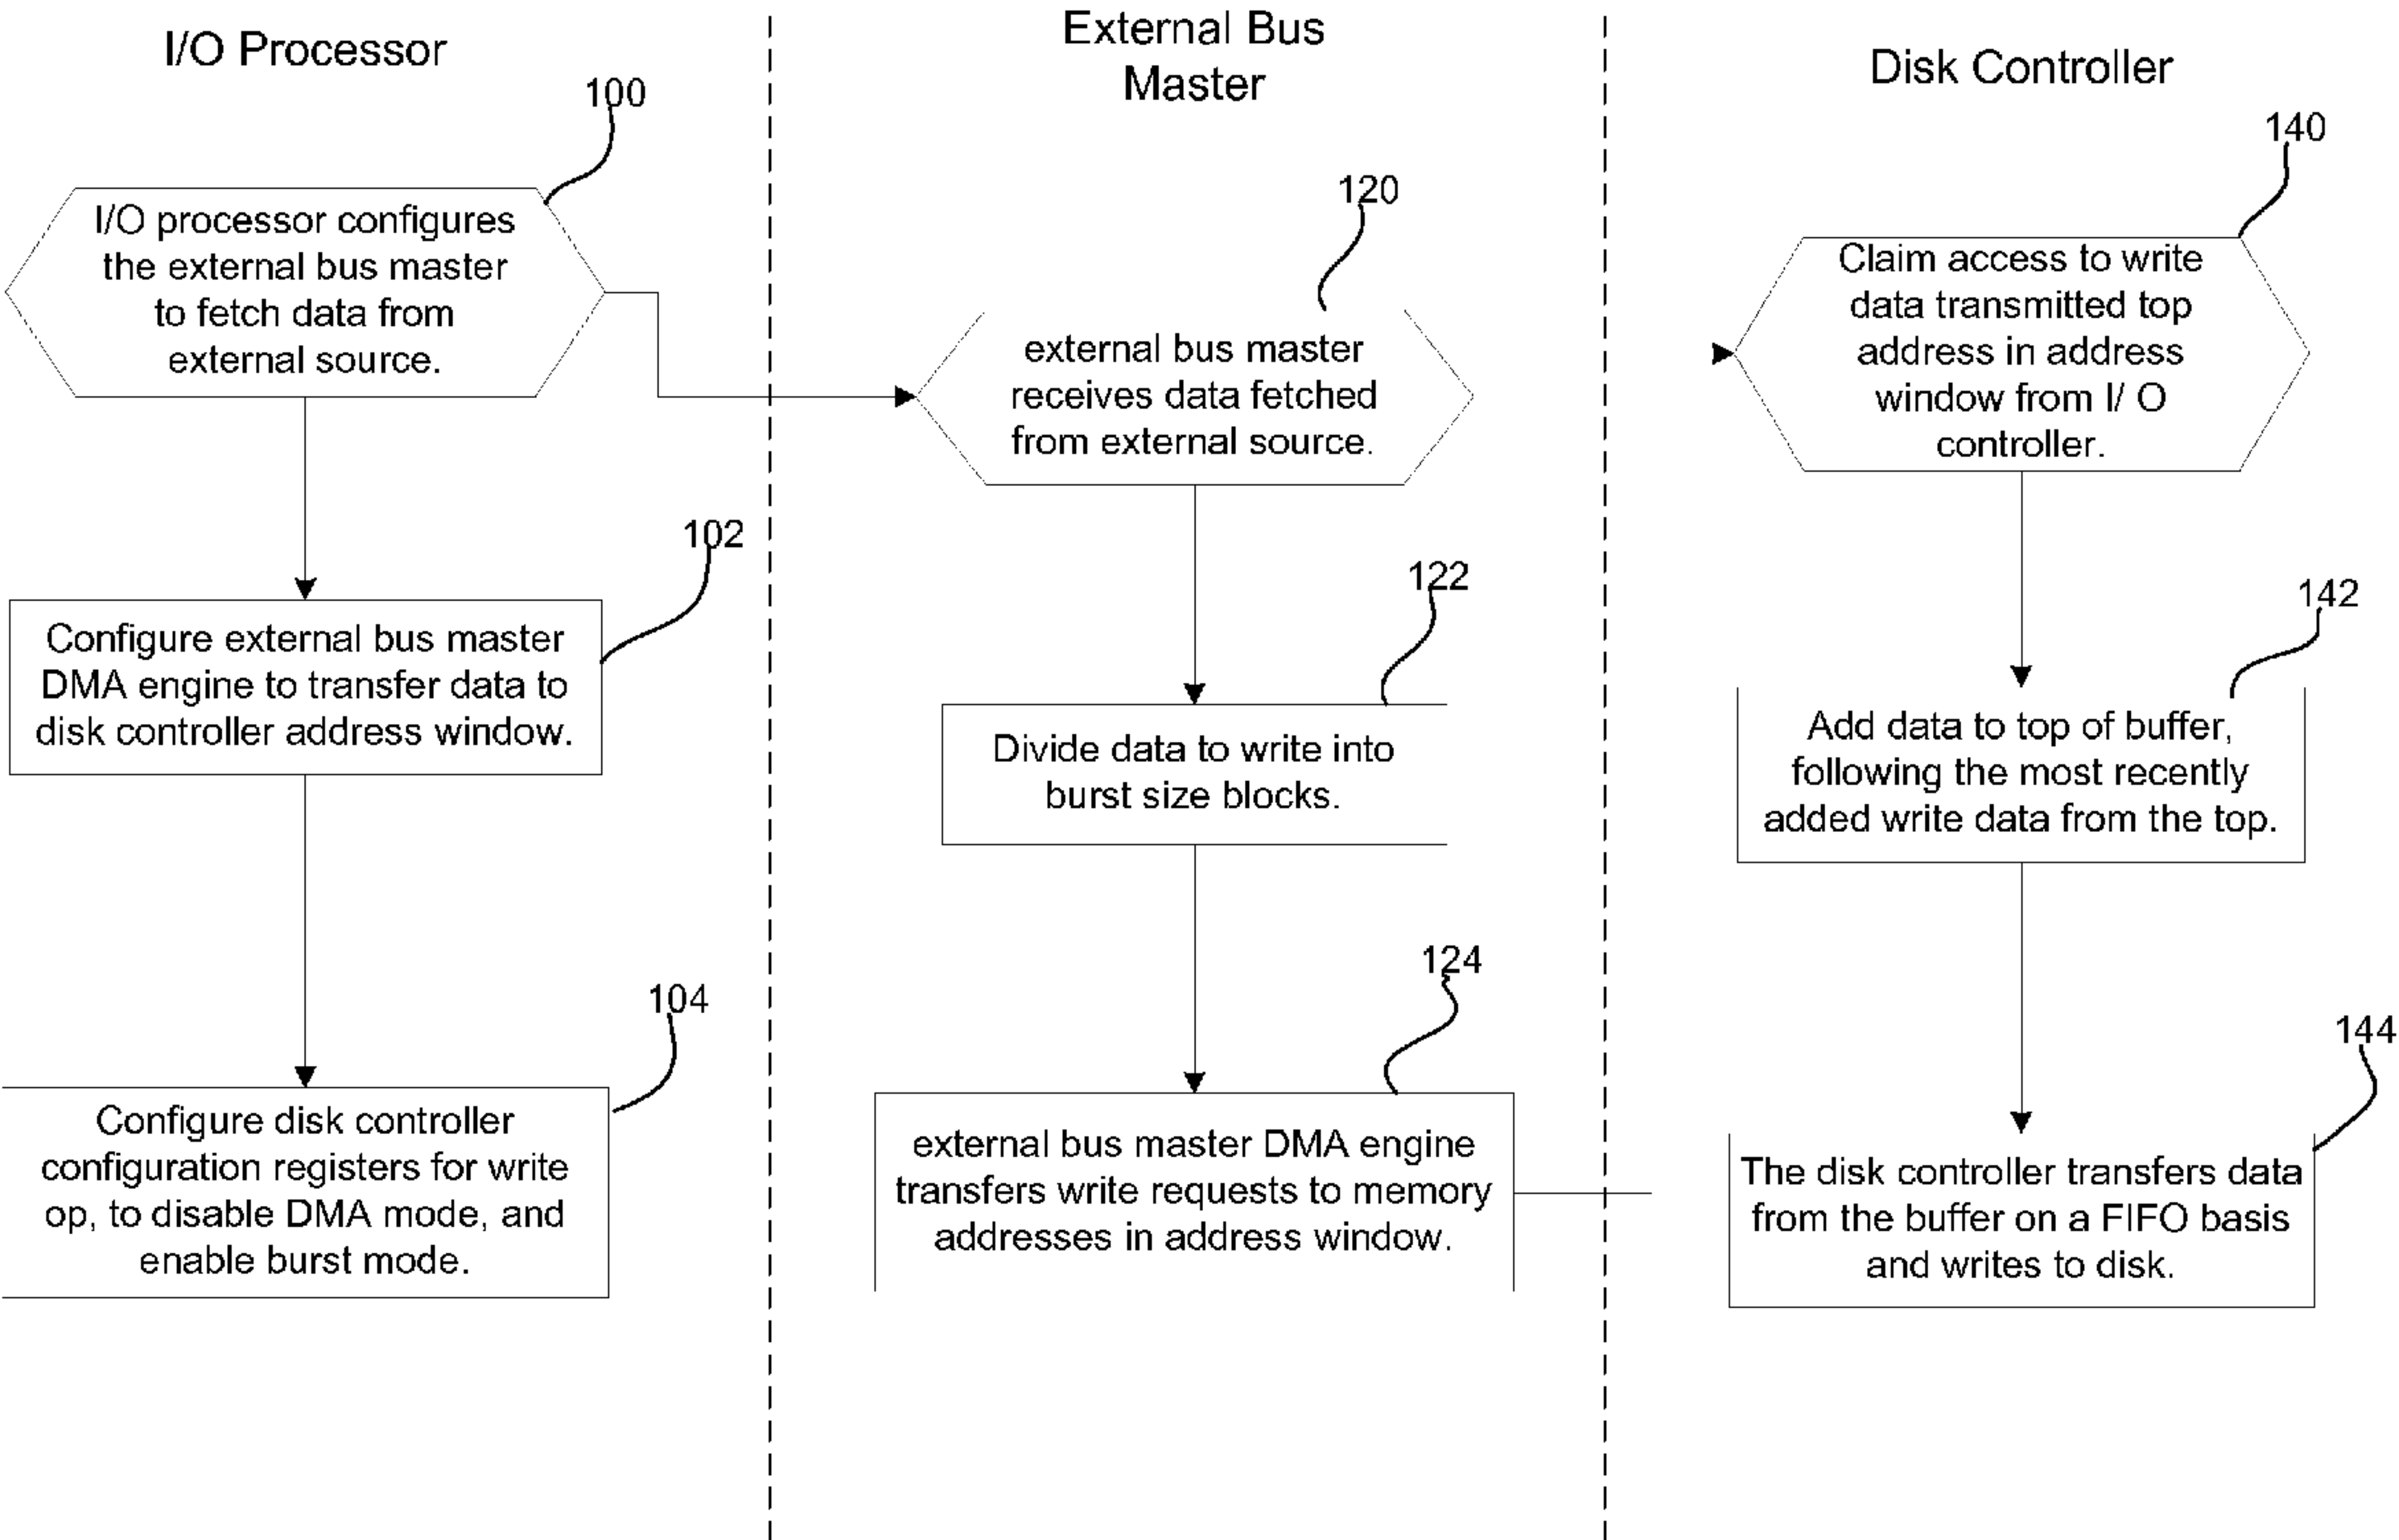 I/O Processor
100
I/O processor configures
the external bus master
to fetch data from
external source.
102
Configure external bus master
DMA engine to transfer data to
disk controller address window.
104
Configure disk controller
configuration registers for write
op, to disable DMA mode, and
enable burst mode.
External Bus
Master
120
external bus master
receives data fetched
from external source.
122
Divide data to write into
burst size blocks.
124
external bus master DMA engine
transfers write requests to memory
addresses in address window.
Disk Controller
140
Claim access to write
data transmitted top
address in address
window from I/ O
controller.
142
Add data to top of buffer,
following the most recently
added write data from the top.
144
The disk controller transfers data
from the buffer on a FIFO basis
and writes to disk.